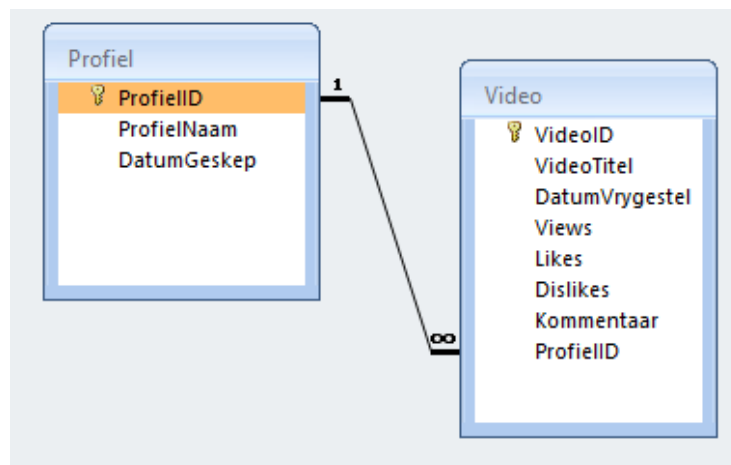 Profiel
ProfielID
ProfielNaam
DatumGeskep
1
∞
Video
VideoID
VideoTitel
DatumVrygestel
Views
Likes
Dislikes
Kommentaar
ProfielID